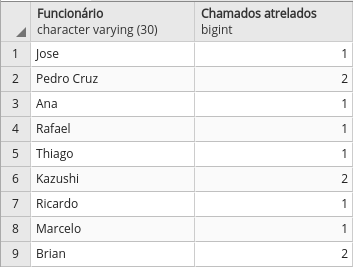 Funcionário Chamados atrelados
character varying (30) bigint
1 Jose 1
2 Pedro Cruz 2
3 Ana 1
4 Rafael 1
5 Thiago 1
6 Kazushi 2
7 Ricardo 1
8 Marcelo 1
9 Brian 2